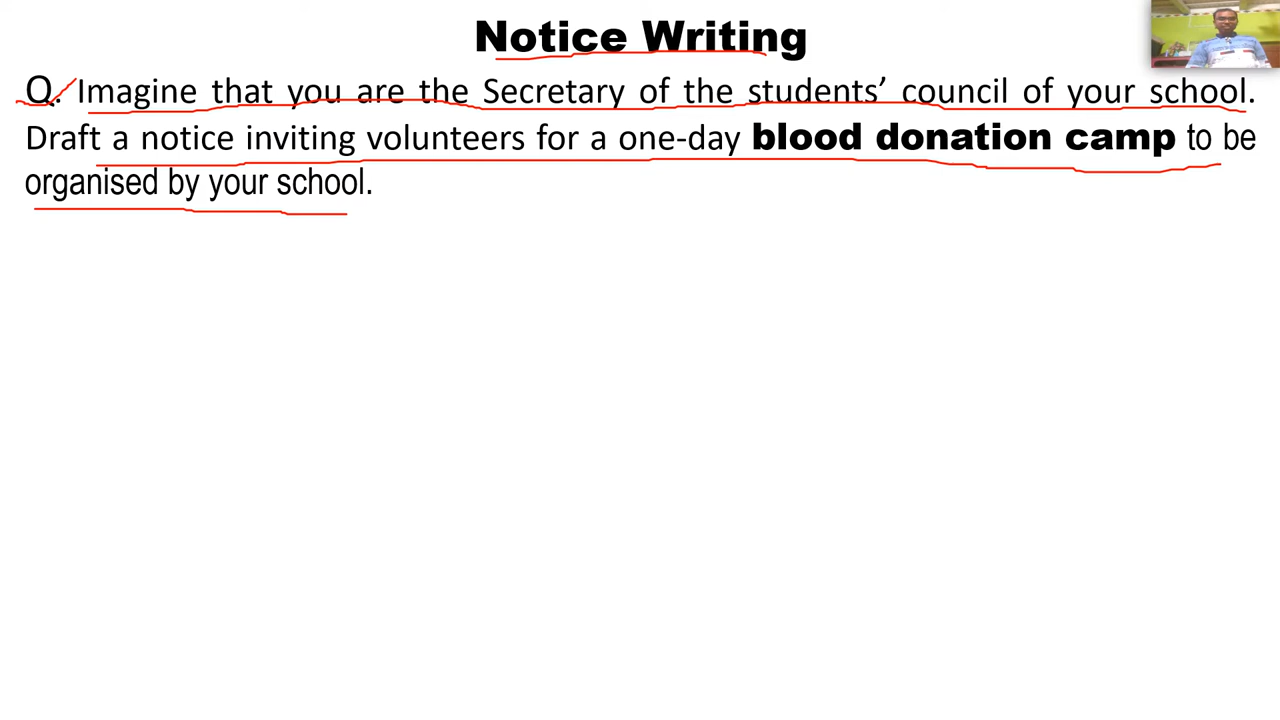 Notice Writing
Q. Imagine that you are the Secretary of the students’ council of your school.
Draft a notice inviting volunteers for a one-day blood donation camp to be
organised by your school.